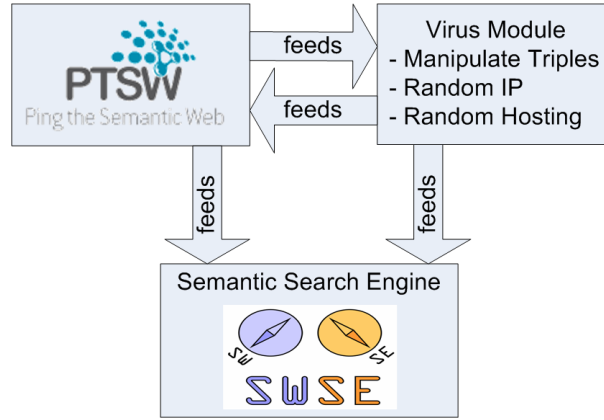 PTSW
Ping the Semantic Web
feeds
feeds
Virus Module
- Manipulate Triples
- Random IP
- Random Hosting
feeds
feeds
Semantic Search Engine
SW
SE
SWSE